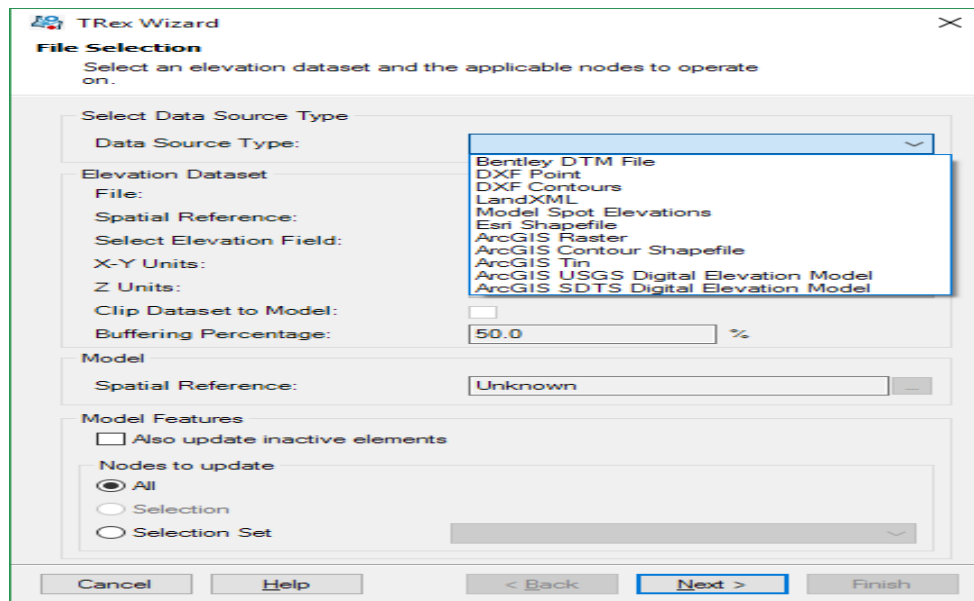 TRex Wizard
File Selection
Select an elevation dataset and the applicable nodes to operate
on.
Select Data Source Type
Data Source Type:
Bentley DTM File
DXF Point
DXF Contours
LandXML
Model Spot Elevations
Esri Shapefile
ArcGIS Raster
ArcGIS Contour Shapefile
ArcGIS Tin
ArcGIS USGS Digital Elevation Model
ArcGIS SDTS Digital Elevation Model
Elevation Dataset
File:
Spatial Reference:
Select Elevation Field:
X-Y Units:
Z Units:
Clip Dataset to Model:
Buffering Percentage: 50.0 %
Model
Spatial Reference: Unknown ...
Model Features
Also update inactive elements
Nodes to update
All
Selection
Selection Set
Cancel Help < Back Next > Finish